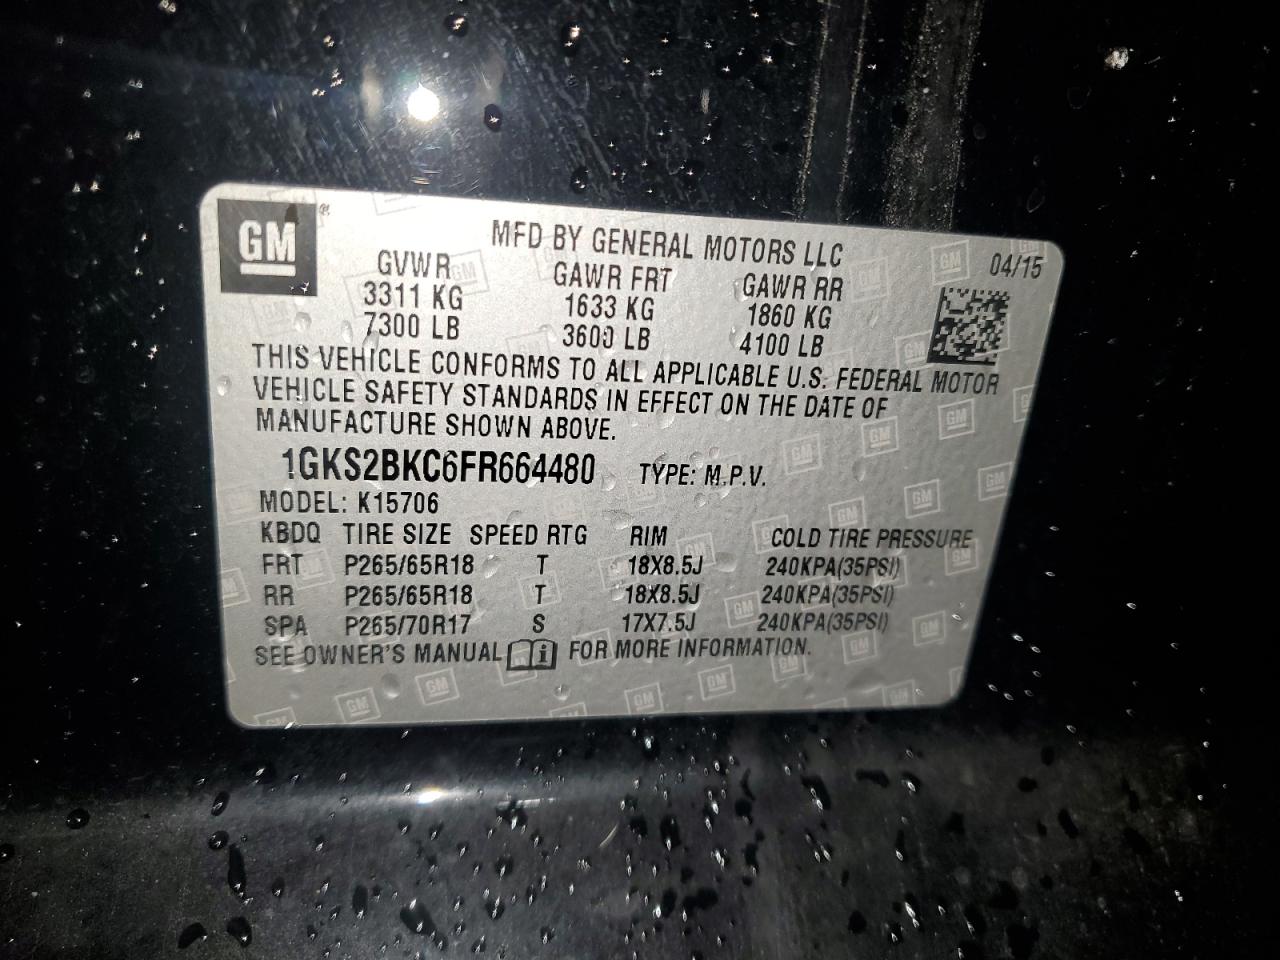 GM ®
MFD BY GENERAL MOTORS LLC
04/15
GVWR GAWR FRT GAWR RR
3311 KG 1633 KG 1860 KG
7300 LB 3600 LB 4100 LB
THIS VEHICLE CONFORMS TO ALL APPLICABLE U.S. FEDERAL MOTOR
VEHICLE SAFETY STANDARDS IN EFFECT ON THE DATE OF
MANUFACTURE SHOWN ABOVE.
1GKS2BKC6FR664480 TYPE: M.P.V.
MODEL: K15706
KBDQ TIRE SIZE SPEED RTG RIM COLD TIRE PRESSURE
FRT P265/65R18 T 18X8.5J 240KPA(35PSI)
RR P265/65R18 T 18X8.5J 240KPA(35PSI)
SPA P265/70R17 S 17X7.5J 240KPA(35PSI)
SEE OWNER'S MANUAL i FOR MORE INFORMATION.